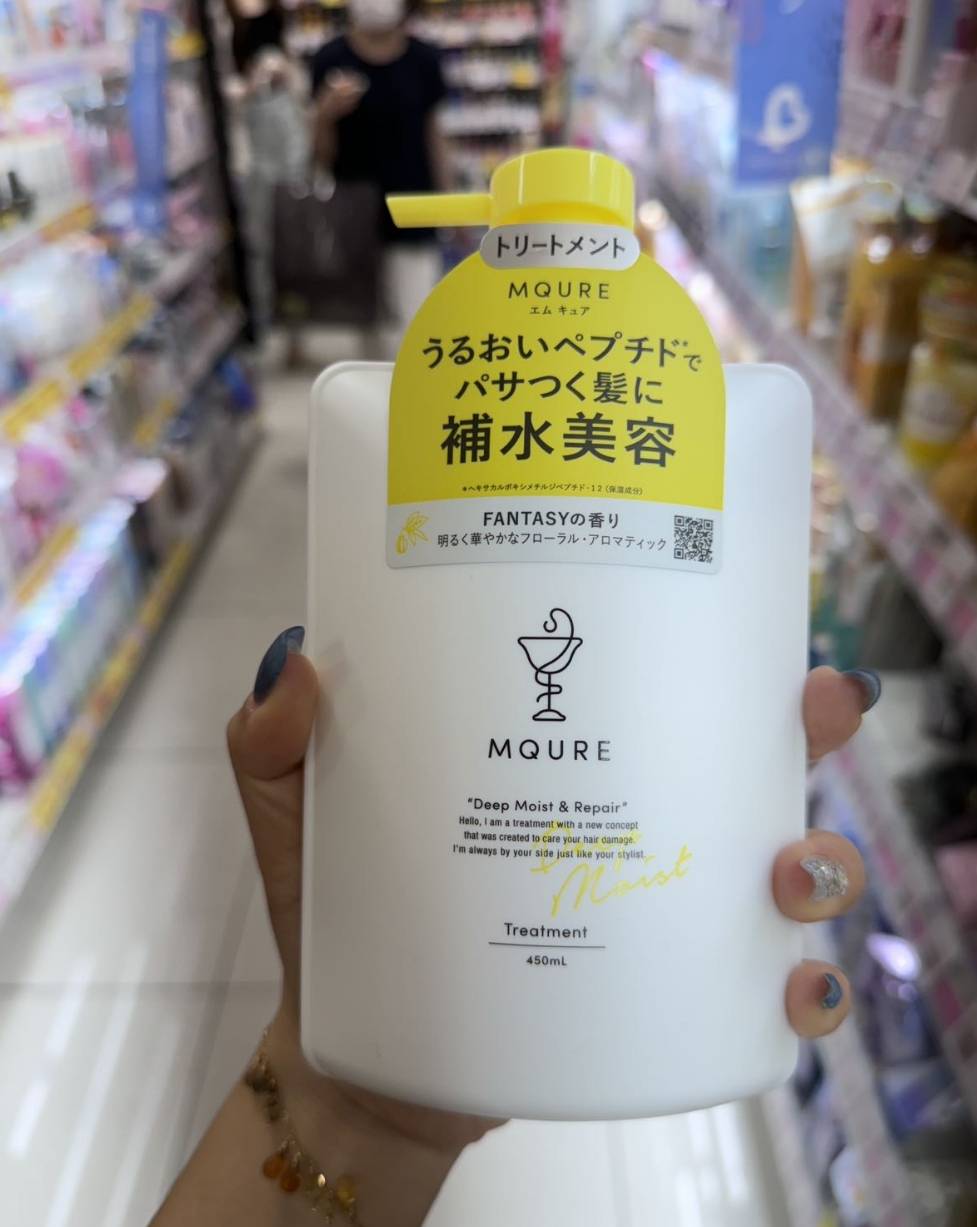 トリートメント
MQURE
エム キュア
うるおいペプチド*で
パサつく髪に
補水美容
*ヘキサカルボキシメチルジペプチド-12(保湿成分)
FANTASYの香り
明るく華やかなフローラル・アロマティック
MQURE
"Deep Moist & Repair"
Hello, I am a treatment with a new concept
that was created to care your hair damage.
I'm always by your side just like your stylist.
Deep
Moist
Treatment
450mL